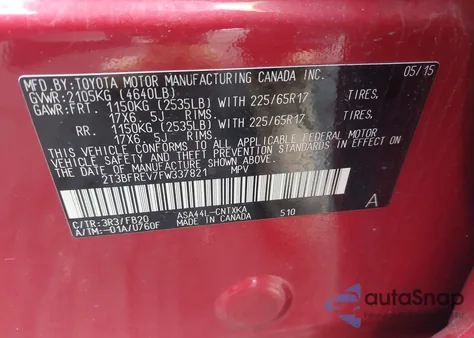 MFD. BY: TOYOTA MOTOR MANUFACTURING CANADA INC. 05/15
GVWR: 2105KG (4640LB)
GAWR: FRT. 1150KG (2535LB) WITH 225/65R17 TIRES,
17X6.5J RIMS,
RR. 1150KG (2535LB) WITH 225/65R17 TIRES,
17X6.5J RIMS,
THIS VEHICLE CONFORMS TO ALL APPLICABLE FEDERAL MOTOR
VEHICLE SAFETY AND THEFT PREVENTION STANDARDS IN EFFECT
ON THE DATE OF MANUFACTURE SHOWN ABOVE.
2T3BFREV7FW337821 MPV
C/TR: 3R3/FB20 ASA44L-CNTXKA 510 A
A/TM: -01A/U760F MADE IN CANADA
autoSnap